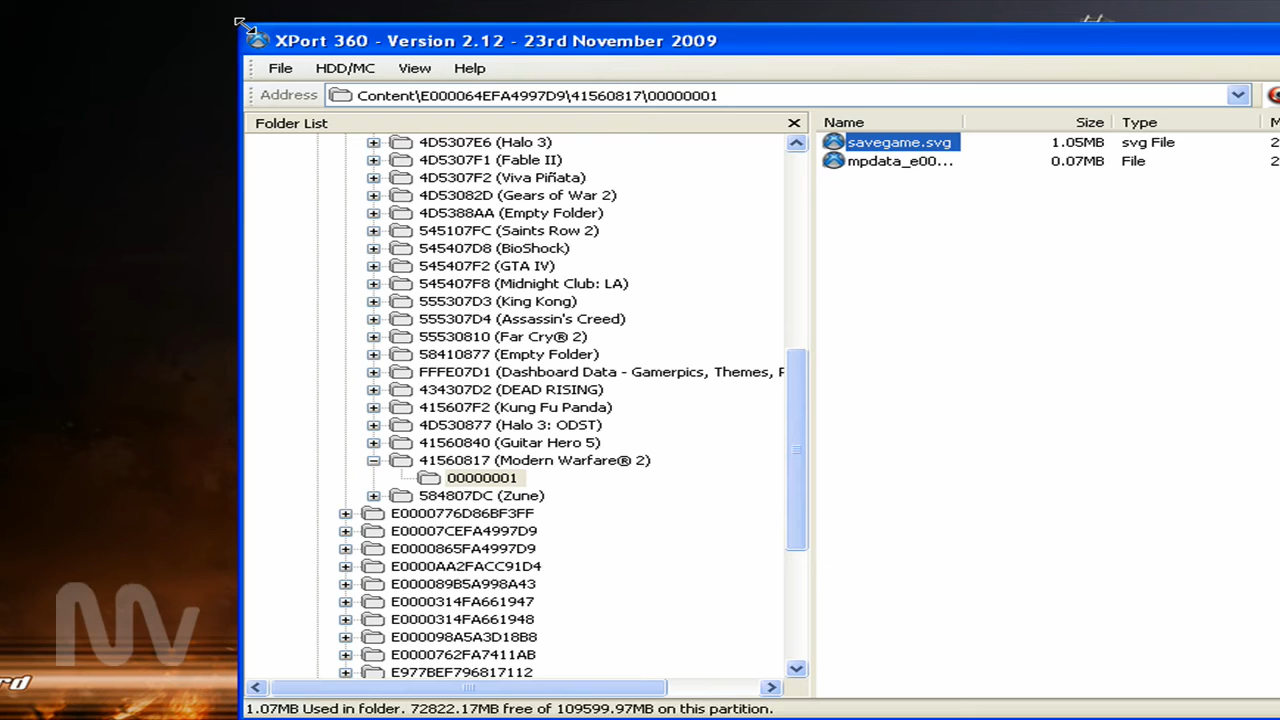 XPort 360 - Version 2.12 - 23rd November 2009
File HDD/MC View Help
Address Content\E000064EFA4997D9\41560817\00000001
Folder List
Name Size Type
4D5307E6 (Halo 3)
4D5307F1 (Fable II)
4D5307F2 (Viva Piñata)
4D53082D (Gears of War 2)
4D5388AA (Empty Folder)
545107FC (Saints Row 2)
545407D8 (BioShock)
545407F2 (GTA IV)
545407F8 (Midnight Club: LA)
555307D3 (King Kong)
555307D4 (Assassin's Creed)
55530810 (Far Cry® 2)
58410877 (Empty Folder)
FFFE07D1 (Dashboard Data - Gamerpics, Themes, F
434307D2 (DEAD RISING)
415607F2 (Kung Fu Panda)
4D530877 (Halo 3: ODST)
41560840 (Guitar Hero 5)
41560817 (Modern Warfare® 2)
00000001
584807DC (Zune)
E0000776D86BF3FF
E00007CEFA4997D9
E0000865FA4997D9
E0000AA2FACC91D4
E000089B5A998A43
E0000314FA661947
E0000314FA661948
E000098A5A3D18B8
E0000762FA7411AB
E977BEF796817112
savegame.svg 1.05MB svg File 2
mpdata_e00... 0.07MB File 2
1.07MB Used in folder. 72822.17MB free of 109599.97MB on this partition.
rd